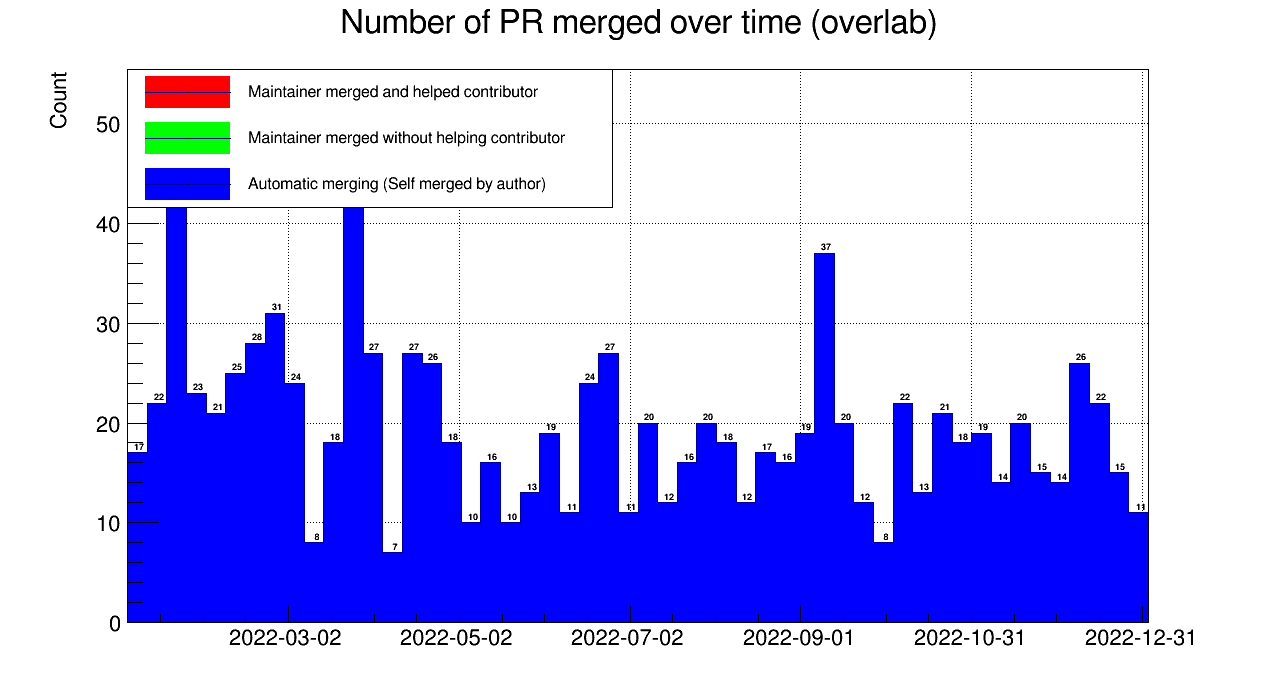 Number of PR merged over time (overlab)
Count
Maintainer merged and helped contributor
Maintainer merged without helping contributor
Automatic merging (Self merged by author)
50
40
30
20
10
0
17 22 23 21 25 28 31 24 8 18 27 7 27 26 18 10 16 10 13 19 11 24 27 11 20 12 16 20 18 12 17 16 19 37 20 12 8 22 13 21 18 19 14 20 15 14 26 22 15 11
2022-03-02 2022-05-02 2022-07-02 2022-09-01 2022-10-31 2022-12-31